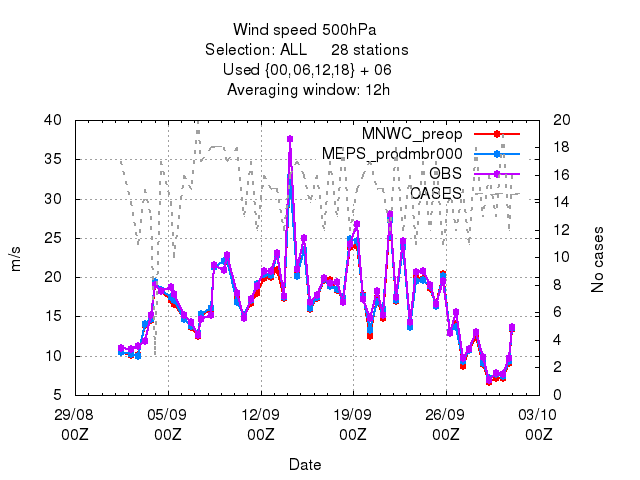 Wind speed 500hPa
Selection: ALL 28 stations
Used {00,06,12,18} + 06
Averaging window: 12h
MNWC_preop
MEPS_prodmbr000
OBS
CASES
40
35
30
25
20
15
10
5
m/s
20
18
16
14
12
10
8
6
4
2
0
No cases
29/08 05/09 12/09 19/09 26/09 03/10
00Z 00Z 00Z 00Z 00Z 00Z
Date